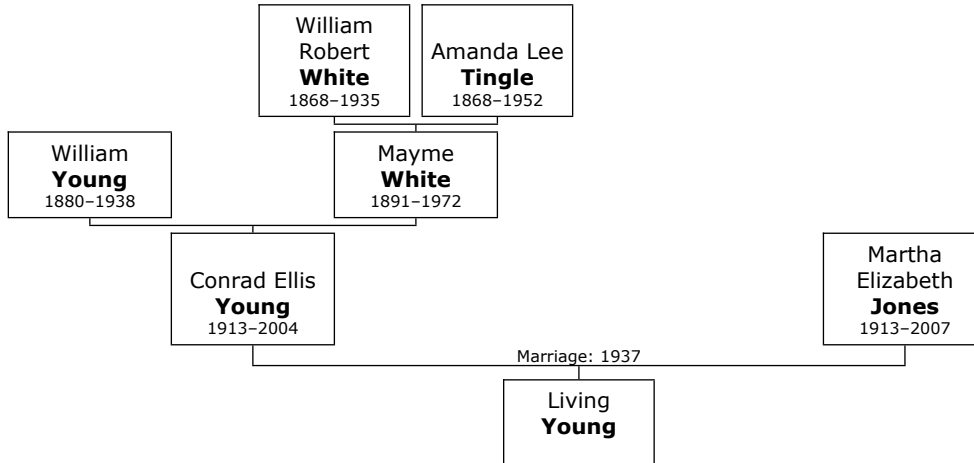 William
Robert
White
1868–1935
Amanda Lee
Tingle
1868–1952
William
Young
1880–1938
Mayme
White
1891–1972
Conrad Ellis
Young
1913–2004
Martha
Elizabeth
Jones
1913–2007
Marriage: 1937
Living
Young